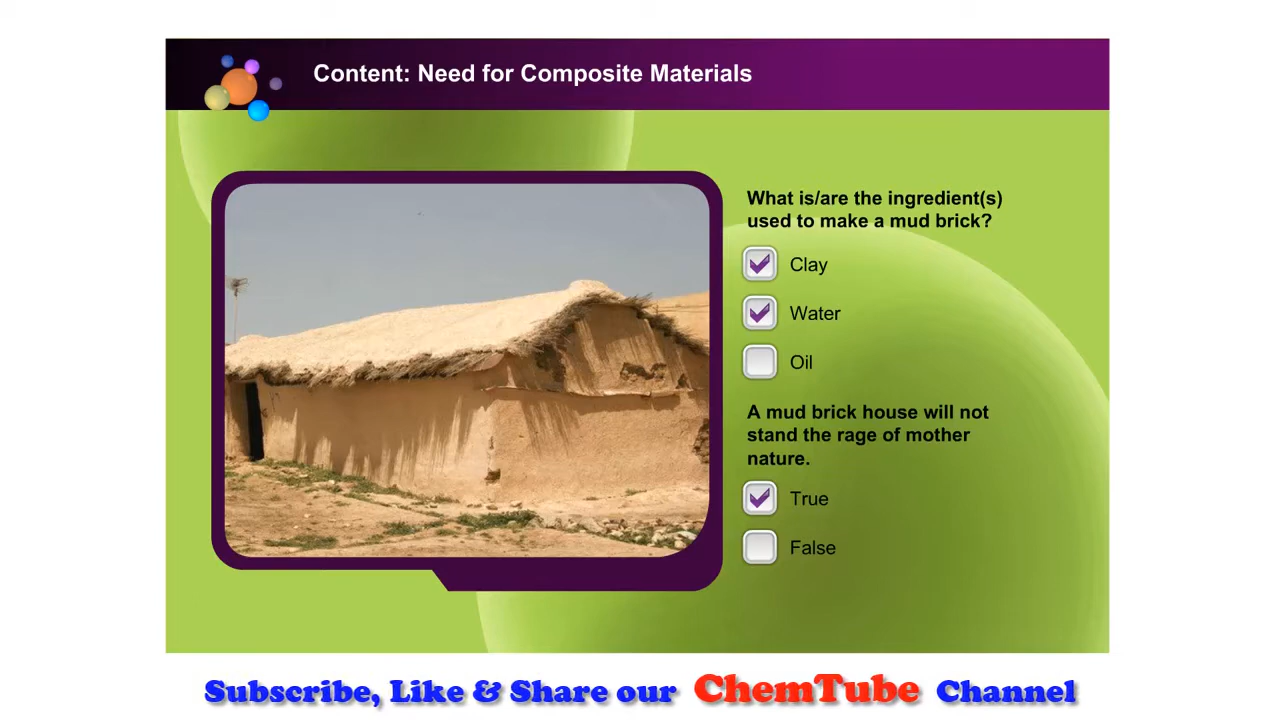 Content: Need for Composite Materials
What is/are the ingredient(s)
used to make a mud brick?
Clay
Water
Oil
A mud brick house will not
stand the rage of mother
nature.
True
False
Subscribe, Like & Share our ChemTube Channel